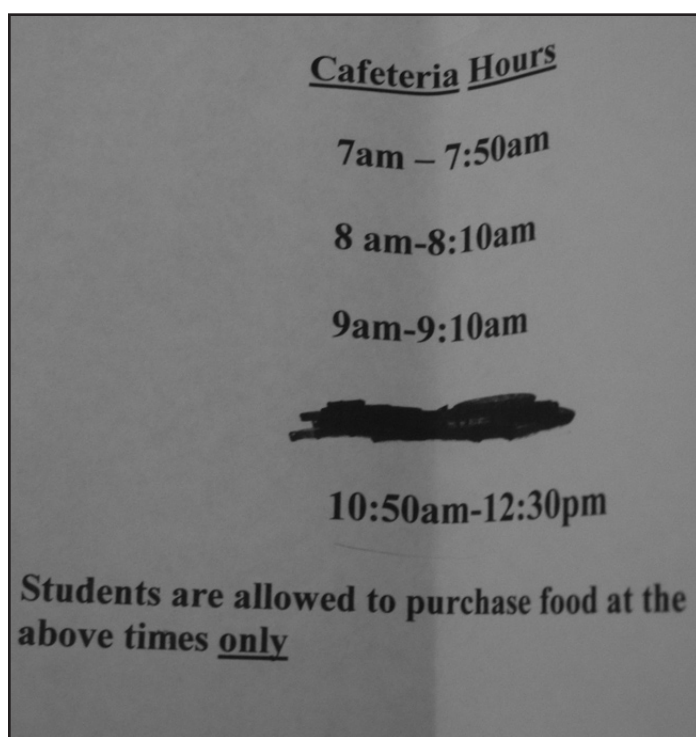 Cafeteria Hours
7am – 7:50am
8 am-8:10am
9am-9:10am
10:50am-12:30pm
Students are allowed to purchase food at the
above times only